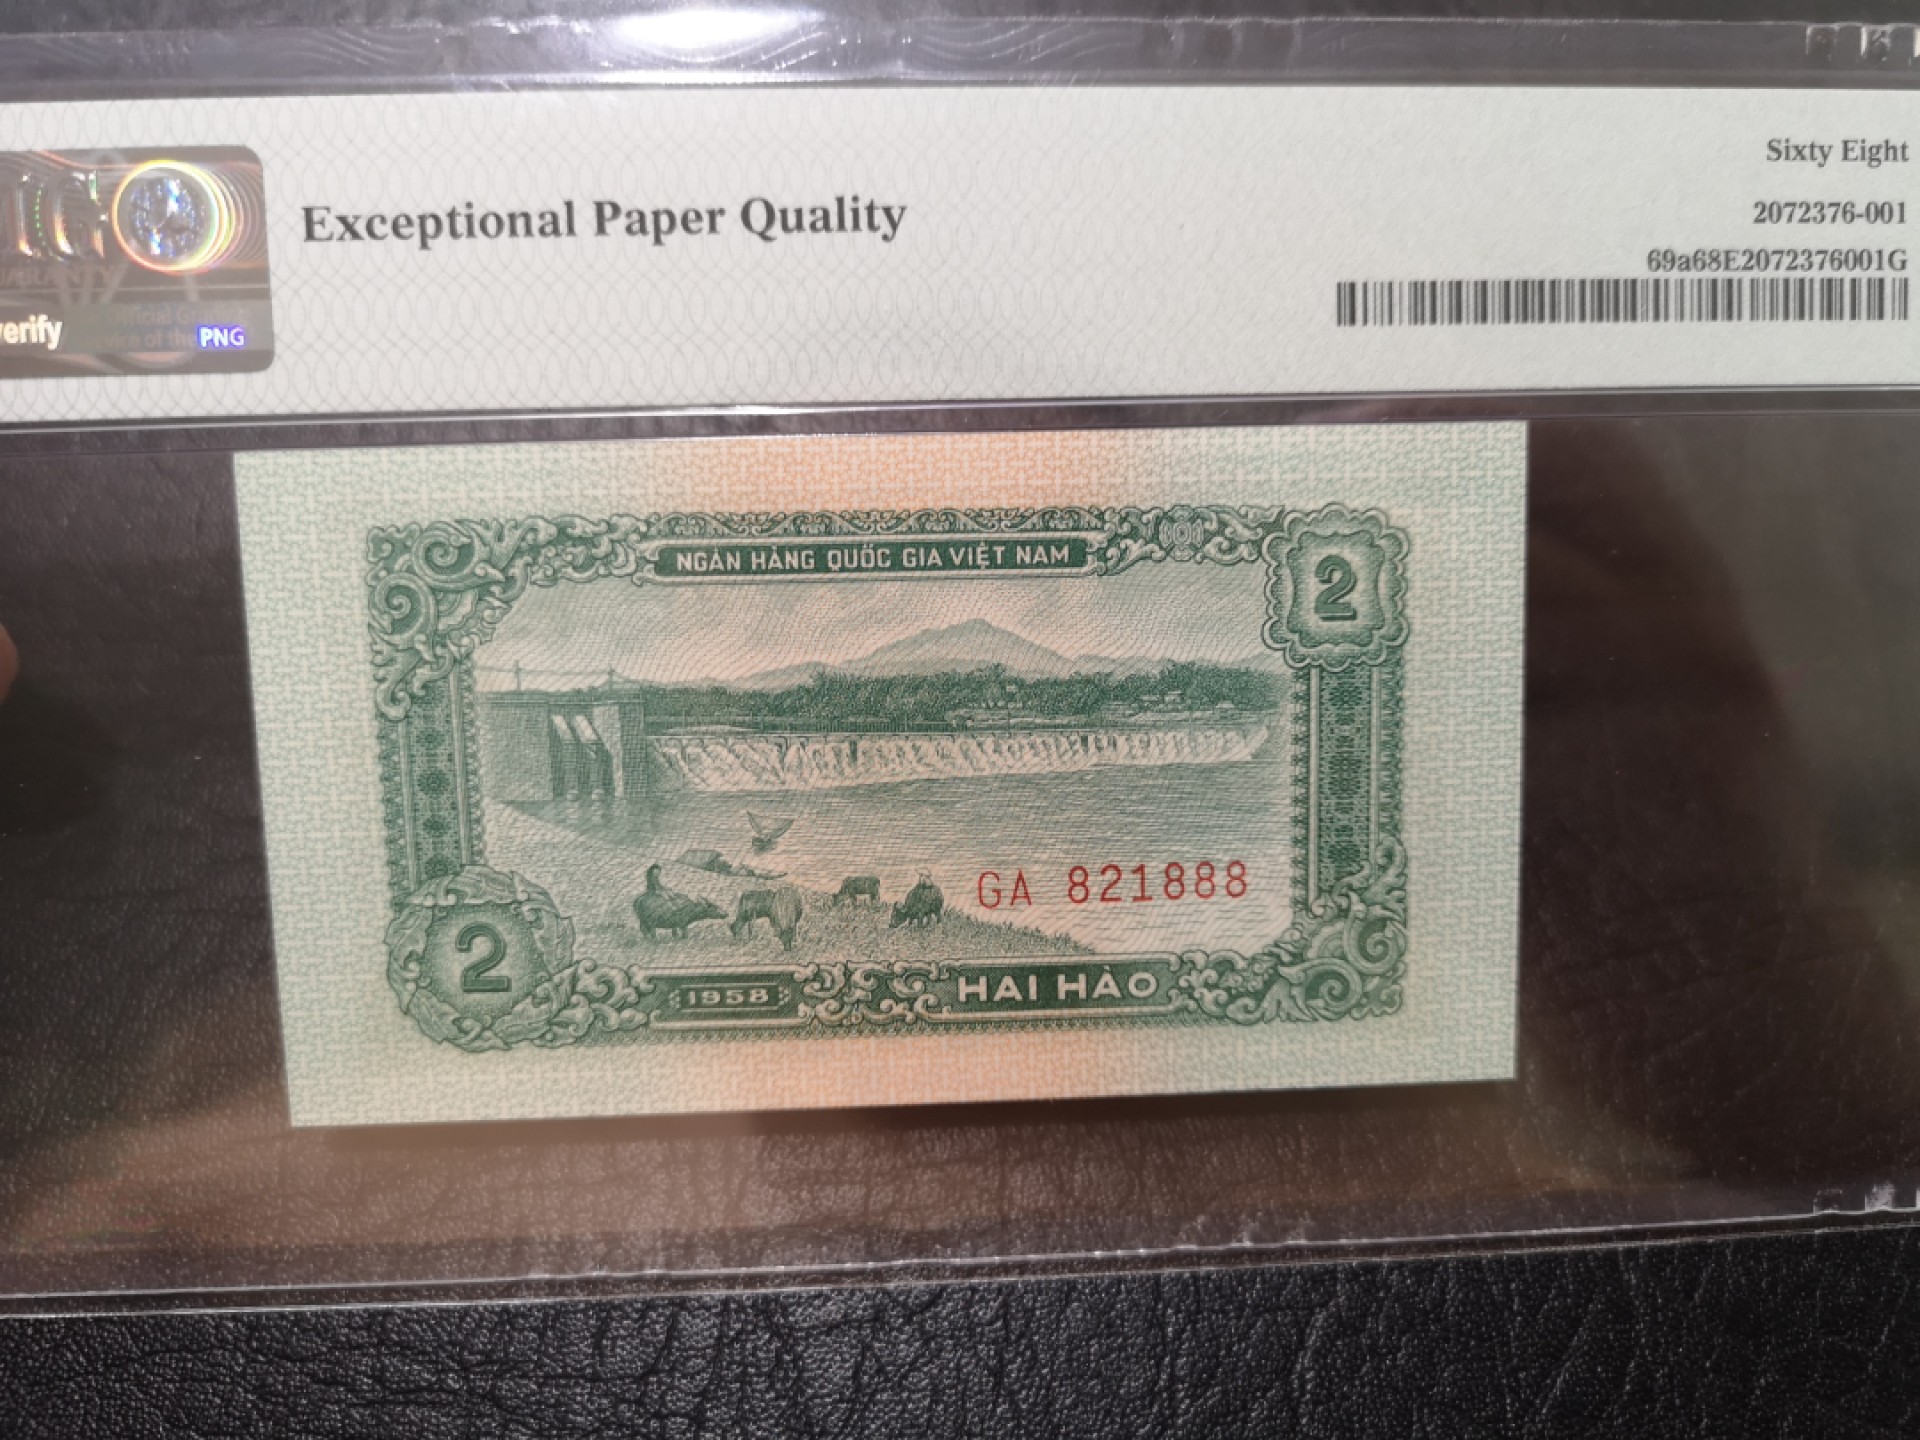 Sixty Eight
2072376-001
69a68E2072376001G
Exceptional Paper Quality
verify
PNG
NGÂN HÀNG QUỐC GIA VIỆT NAM
2
GA 821888
2
1958
HAI HÀO